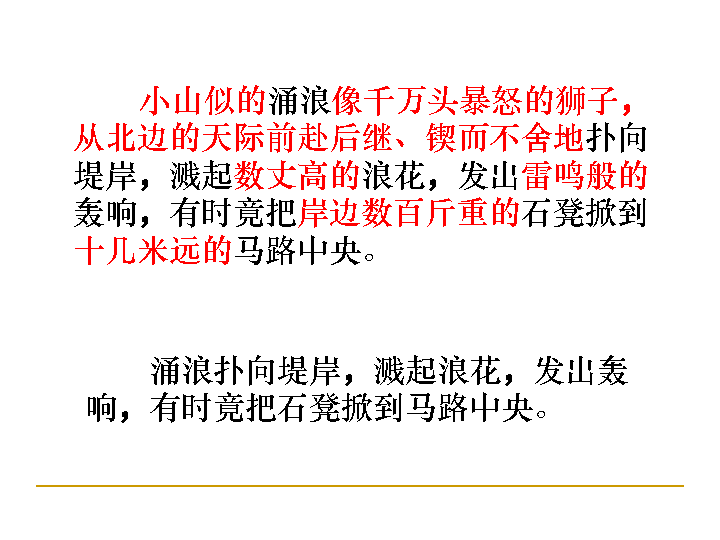 小山似的涌浪像千万头暴怒的狮子，
从北边的天际前赴后继、锲而不舍地扑向
堤岸，溅起数丈高的浪花，发出雷鸣般的
轰响，有时竟把岸边数百斤重的石凳掀到
十几米远的马路中央。
涌浪扑向堤岸，溅起浪花，发出轰
响，有时竟把石凳掀到马路中央。